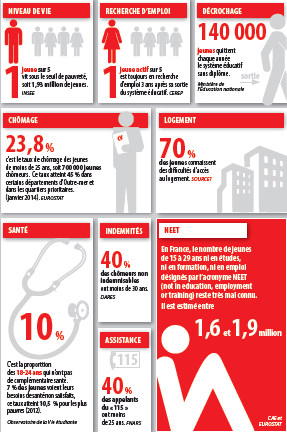 NIVEAU DE VIE
1 jeune sur 5
vit sous le seuil de pauvreté,
soit 1,93 million de jeunes.
INSEE
RECHERCHE D'EMPLOI
1 jeune actif sur 5
est toujours en recherche
d'emploi 3 ans après sa sortie
du système éducatif. CEREP
DÉCROCHAGE
140 000
jeunes quittent
chaque année
le système éducatif
sans diplôme.
Ministère de
l'Éducation nationale
sortie
CHÔMAGE
23,8%
c'est le taux de chômage des jeunes
de moins de 25 ans, soit 700 000 jeunes
chômeurs. Ce taux atteint 45 % dans
certains départements d'Outre-mer et
dans les quartiers prioritaires.
(janvier 2014). EUROSTAT
LOGEMENT
70%
des jeunes connaissent
des difficultés d'accès
au logement. SOURCE?
SANTÉ
10%
C'est la proportion
des 18-24 ans qui n'ont pas
de complémentaire santé.
7 % des jeunes voient leurs
besoins dentaires non satisfaits,
ce taux atteint 10,5 % pour les plus
pauvres (2012).
Observatoire de la Vie étudiante
INDEMNITÉS
40%
des chômeurs non
indemnisables
ont moins de 30 ans.
DARES
ASSISTANCE
115
40%
des appelants
du « 115 »
ont moins
de 25 ans. FNARS
NEET
En France, le nombre de jeunes
de 15 à 29 ans ni en études,
ni en formation, ni en emploi
désignés par l'acronyme NEET
(not in education, employment
or training) reste très mal connu.
Il est estimé entre
1,6 et 1,9 million
CAE et
EUROSTAT